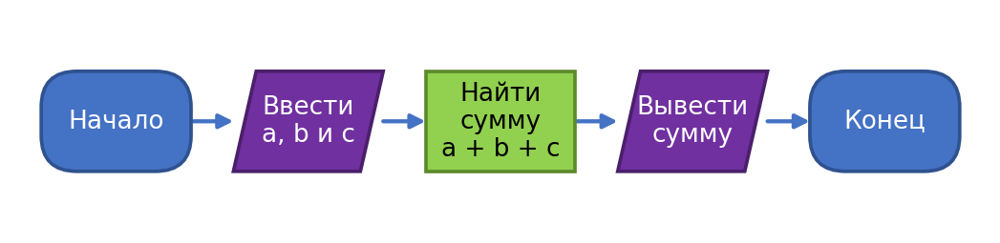 Начало
Ввести
a, b и c
Найти
сумму
a + b + c
Вывести
сумму
Конец